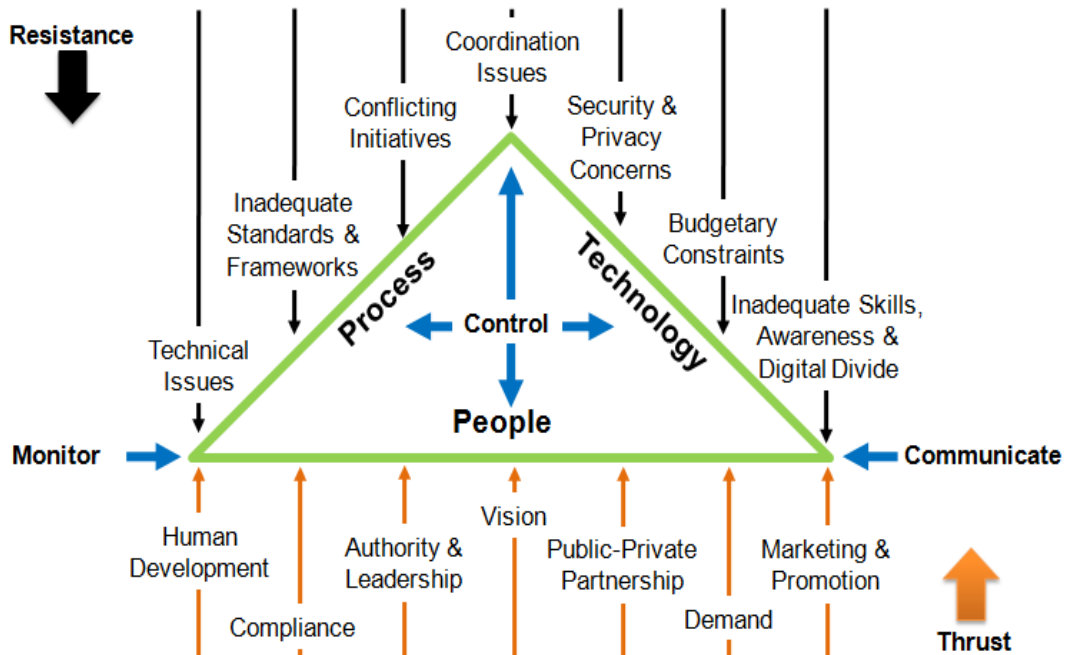 Resistance
Coordination
Issues
Conflicting
Initiatives
Security &
Privacy
Concerns
Inadequate
Standards &
Frameworks
Budgetary
Constraints
Process
Technology
Control
Inadequate Skills,
Awareness &
Digital Divide
Technical
Issues
People
Monitor
Communicate
Vision
Human
Development
Authority &
Leadership
Public-Private
Partnership
Marketing &
Promotion
Compliance
Demand
Thrust